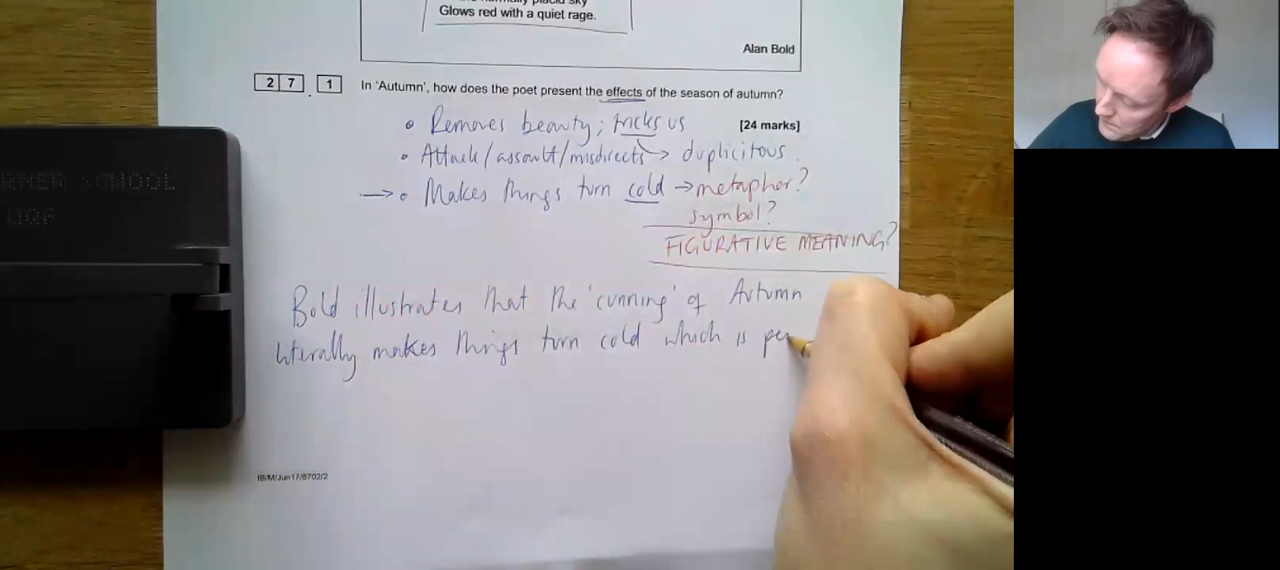 Glows red with a quiet rage.
Alan Bold
2 7 . 1 In 'Autumn', how does the poet present the effects of the season of autumn?
• Removes beauty; tricks us [24 marks]
• Attack/assault/misdirects → duplicitous.
→ • Makes things turn cold → metaphor?
symbol?
FIGURATIVE MEANING?
Bold illustrates that the 'cunning' of Autumn
literally makes things turn cold which is per
IB/M/Jun17/8702/2